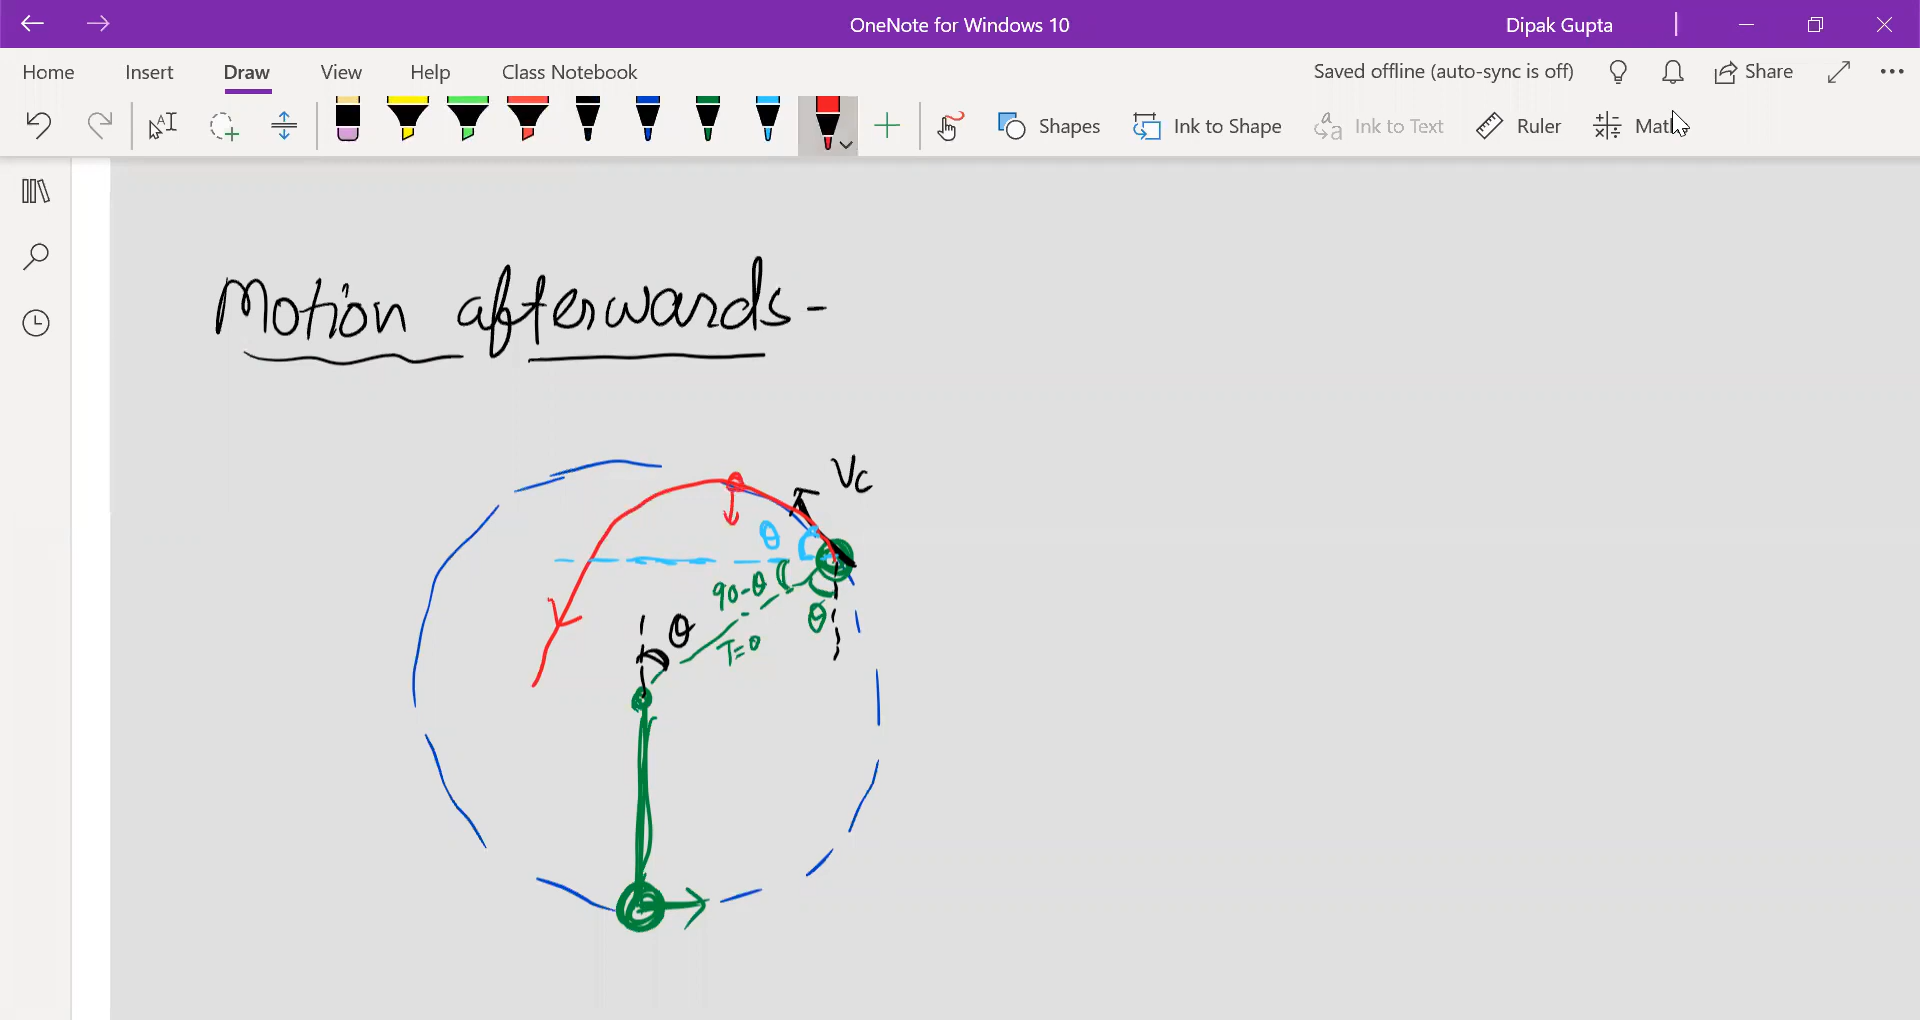 OneNote for Windows 10
Dipak Gupta
Home Insert Draw View Help Class Notebook
Saved offline (auto-sync is off) Share
Shapes Ink to Shape Ink to Text Ruler Math
Motion afterwards -
Vc
θ
90-θ
θ
θ
T=0